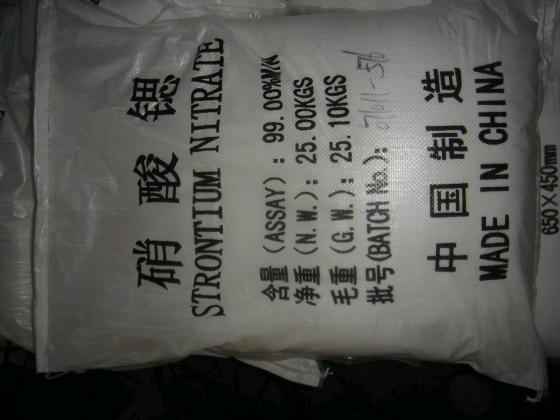 硝酸锶
STRONTIUM NITRATE
含量(ASSAY): 99.00%MIN
净重(N.W.): 25.00KGS
毛重(G.W.): 25.10KGS
批号(BATCH No.):
中国制造
MADE IN CHINA
650×450mm